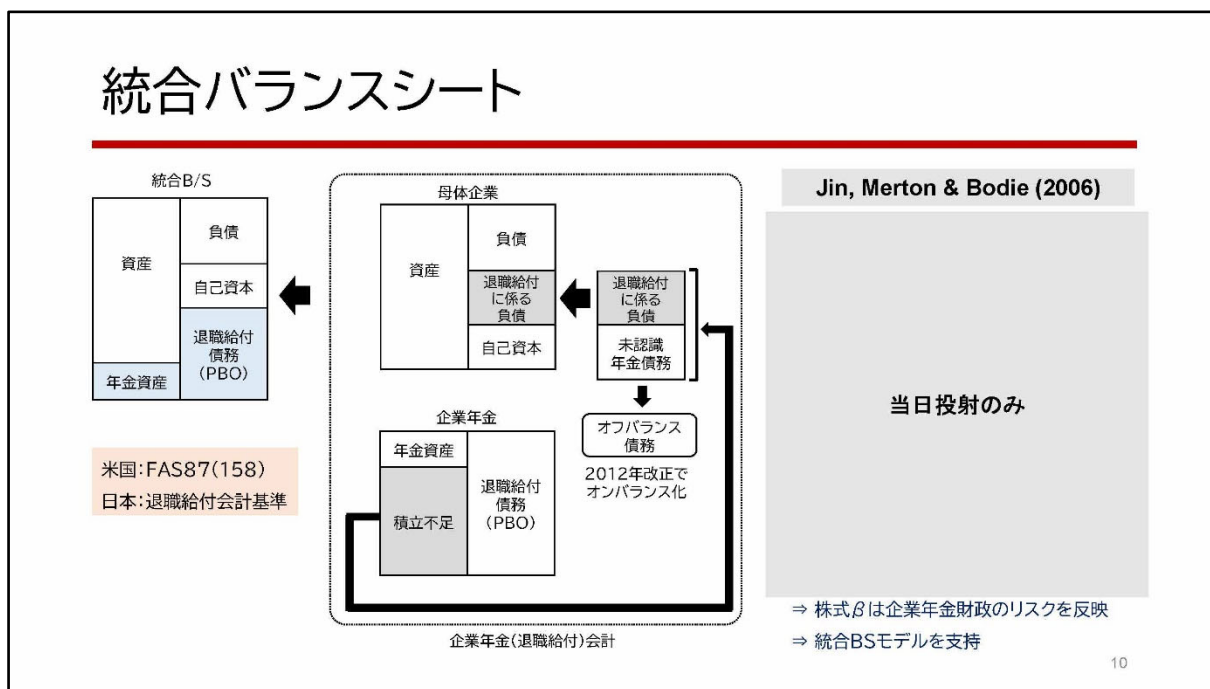 統合バランスシート
統合B/S
資産
年金資産
負債
自己資本
退職給付
債務
(PBO)
米国:FAS87(158)
日本:退職給付会計基準
母体企業
資産
負債
退職給付
に係る
負債
自己資本
退職給付
に係る
負債
未認識
年金債務
オフバランス
債務
2012年改正で
オンバランス化
企業年金
年金資産
積立不足
退職給付
債務
(PBO)
企業年金(退職給付)会計
Jin, Merton & Bodie (2006)
当日投射のみ
⇒ 株式βは企業年金財政のリスクを反映
⇒ 統合BSモデルを支持
10